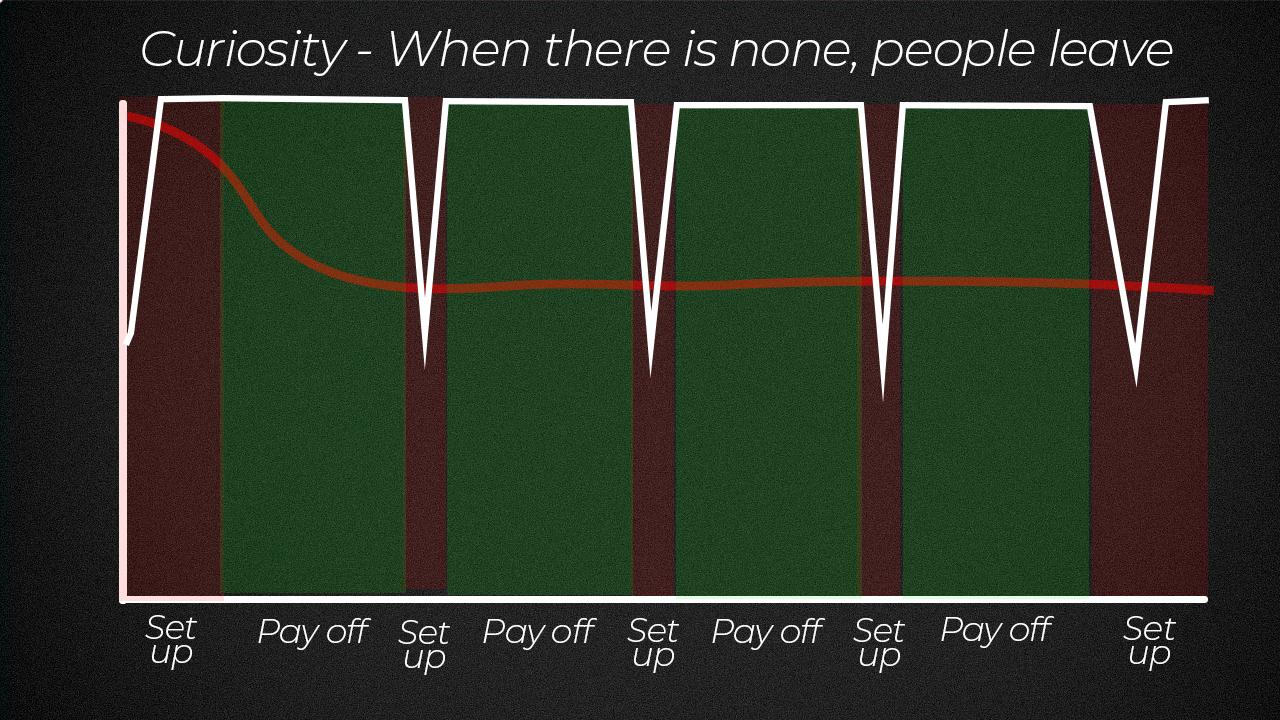 Curiosity - When there is none, people leave
Set
up
Pay off
Set
up
Pay off
Set
up
Pay off
Set
up
Pay off
Set
up